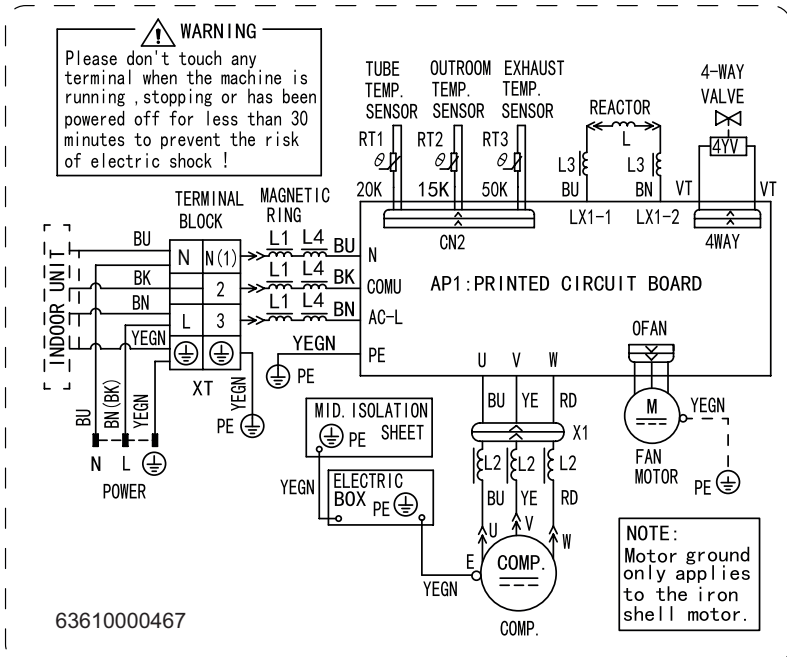 WARNING
Please don't touch any
terminal when the machine is
running ,stopping or has been
powered off for less than 30
minutes to prevent the risk
of electric shock !
TUBE
TEMP.
SENSOR
OUTROOM
TEMP.
SENSOR
EXHAUST
TEMP.
SENSOR
4-WAY
VALVE
REACTOR
L
RT1
RT2
RT3
θ
θ
θ
4YV
L3
L3
20K
15K
50K
BU
BN
VT
VT
CN2
LX1-1
LX1-2
4WAY
TERMINAL
BLOCK
MAGNETIC
RING
INDOOR UNIT
BU
N
N(1)
L1
L4
BU
N
BK
2
L1
L4
BK
COMU
AP1:PRINTED CIRCUIT BOARD
BN
L
3
L1
L4
BN
AC-L
YEGN
YEGN
PE
PE
XT
YEGN
PE
BU
BN(BK)
YEGN
N
L
POWER
U
V
W
OFAN
BU
YE
RD
X1
M
YEGN
FAN
MOTOR
PE
MID. ISOLATION
SHEET
PE
L2
L2
L2
YEGN
ELECTRIC
BOX
PE
BU
YE
RD
U
V
W
E
COMP.
YEGN
COMP.
NOTE:
Motor ground
only applies
to the iron
shell motor.
63610000467